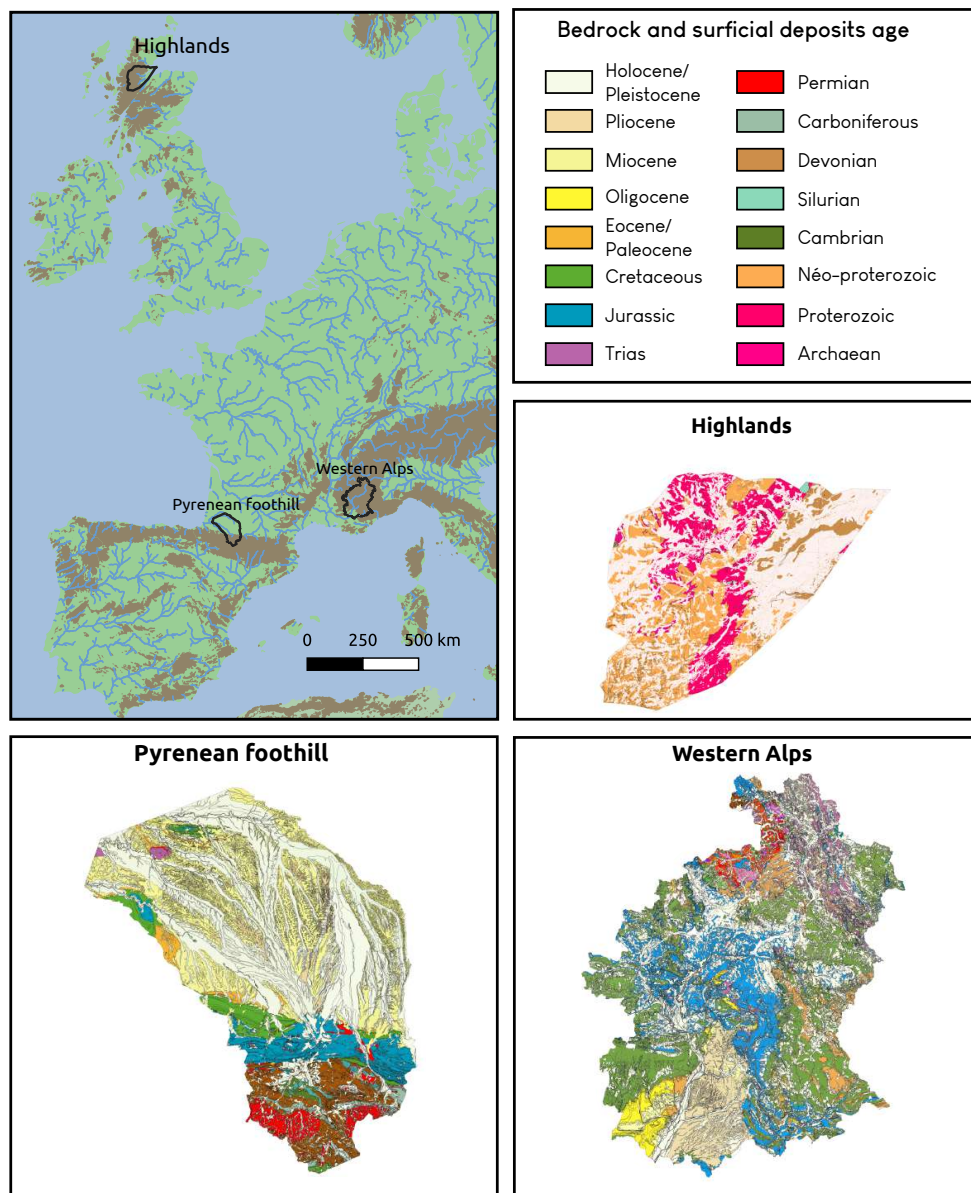 Highlands
Western Alps
Pyrenean foothill
0 250 500 km
Bedrock and surficial deposits age
Holocene/
Pleistocene
Pliocene
Miocene
Oligocene
Eocene/
Paleocene
Cretaceous
Jurassic
Trias
Permian
Carboniferous
Devonian
Silurian
Cambrian
Néo-proterozoic
Proterozoic
Archaean
Highlands
Pyrenean foothill
Western Alps